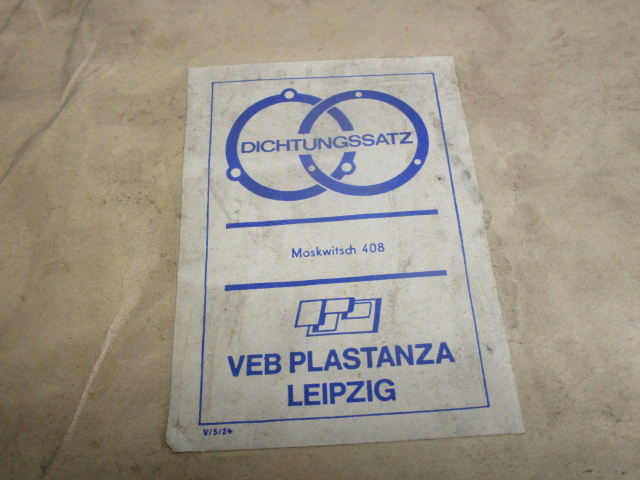 DICHTUNGSSATZ
Moskwitsch 408
VEB PLASTANZA
LEIPZIG
V/5/24